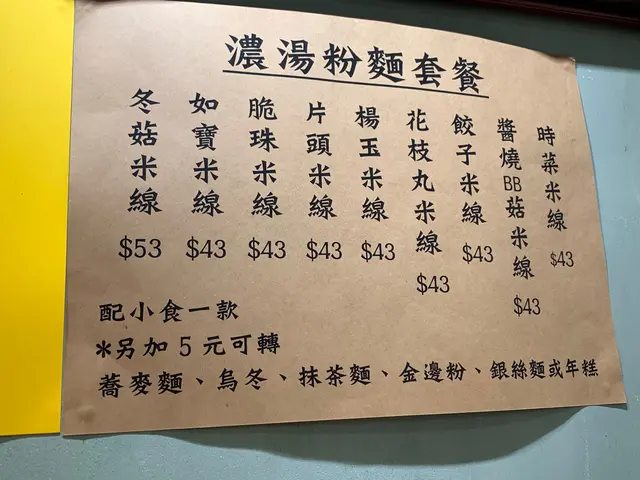 濃湯粉麵套餐
冬菇米線 $53
如寶米線 $43
脆珠米線 $43
片頭米線 $43
楊玉米線 $43
花枝丸米線 $43
餃子米線 $43
醬燒BB菇米線 $43
時菜米線 $43
配小食一款
*另加 5 元可轉
蕎麥麵、烏冬、抹茶麵、金邊粉、銀絲麵或年糕